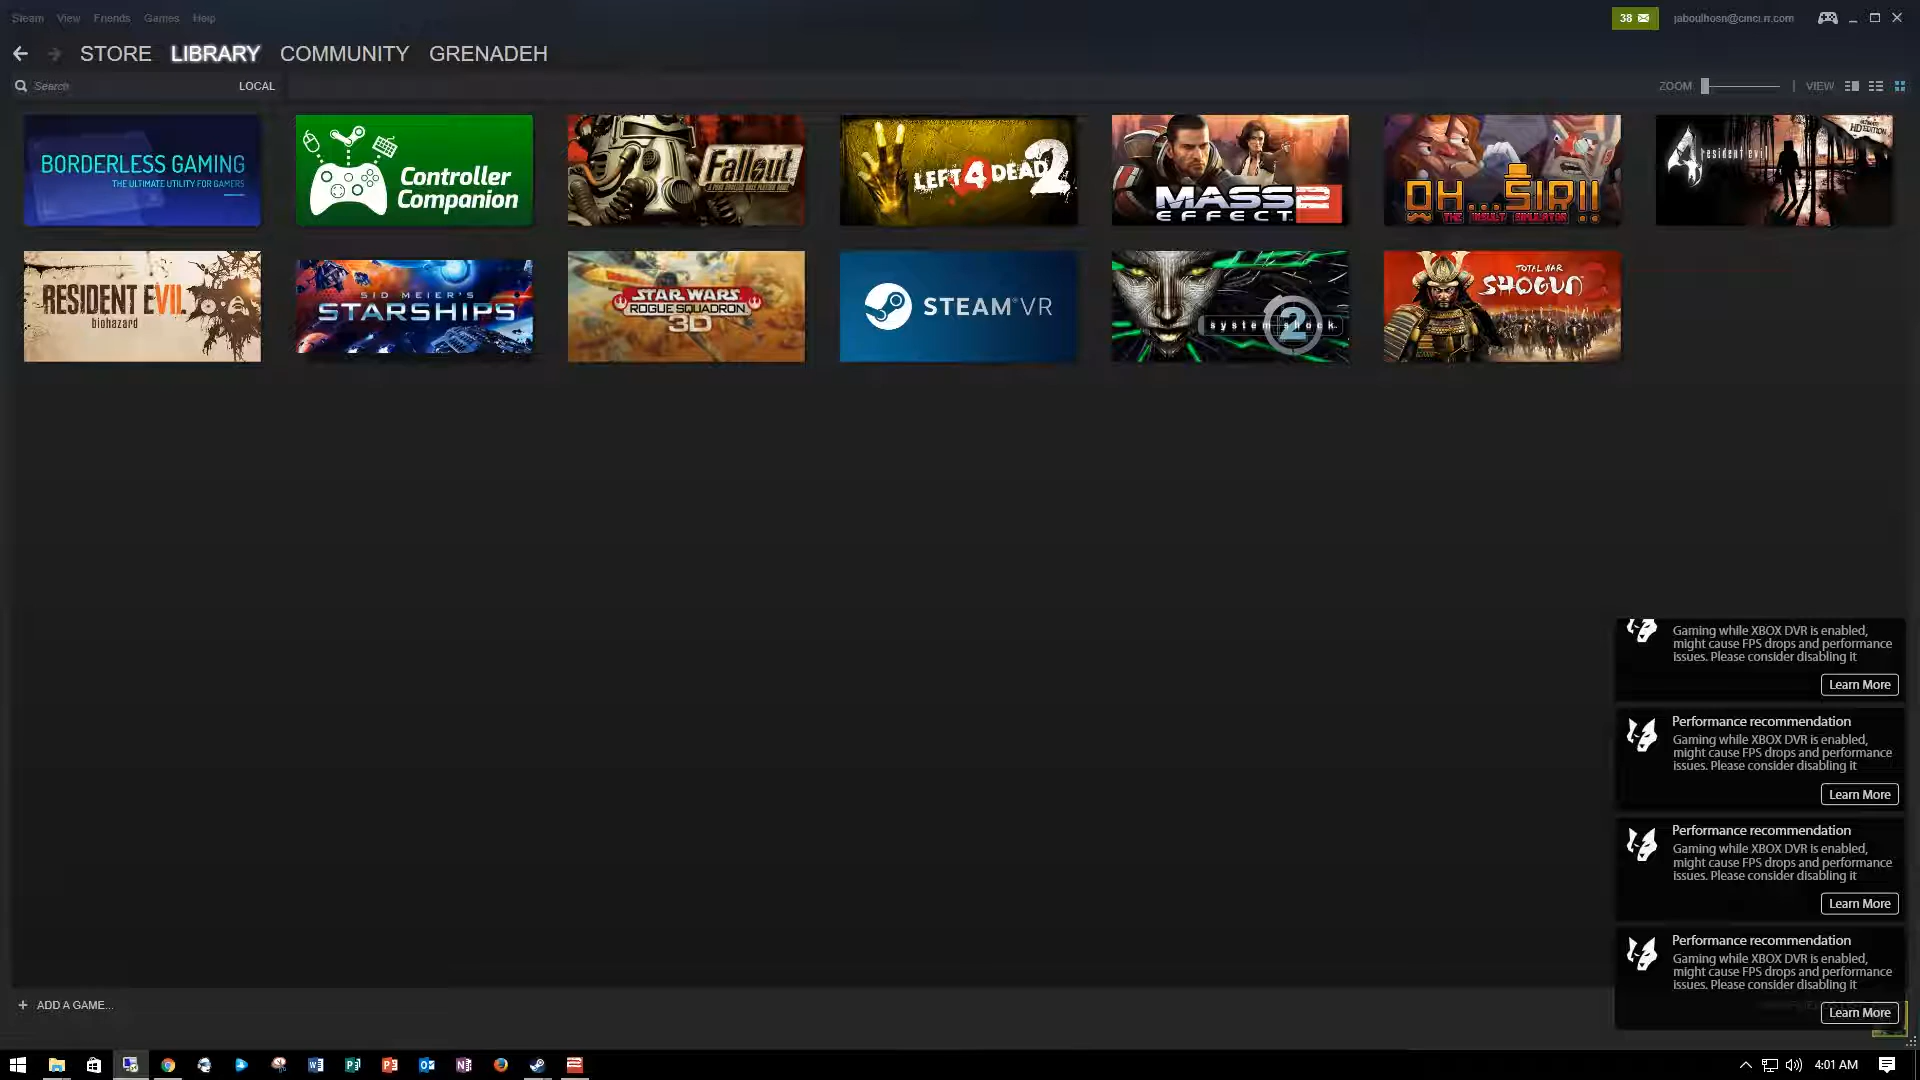 Steam View Friends Games Help
38
jaboulhosn@cinci.rr.com
STORE LIBRARY COMMUNITY GRENADEH
Search
LOCAL
ZOOM
VIEW
BORDERLESS GAMING
THE ULTIMATE UTILITY FOR GAMERS
Controller
Companion
Fallout
LEFT 4 DEAD 2
MASS 2
EFFECT
OH...SIR!!
THE INSULT SIMULATOR
resident evil 4
HD EDITION
RESIDENT EVIL
biohazard
SID MEIER'S
STARSHIPS
STAR WARS
ROGUE SQUADRON
3D
STEAM®VR
system shock 2
TOTAL WAR
SHOGUN
Gaming while XBOX DVR is enabled,
might cause FPS drops and performance
issues. Please consider disabling it
Learn More
Performance recommendation
Gaming while XBOX DVR is enabled,
might cause FPS drops and performance
issues. Please consider disabling it
Learn More
Performance recommendation
Gaming while XBOX DVR is enabled,
might cause FPS drops and performance
issues. Please consider disabling it
Learn More
Performance recommendation
Gaming while XBOX DVR is enabled,
might cause FPS drops and performance
issues. Please consider disabling it
Learn More
+ ADD A GAME...
4:01 AM